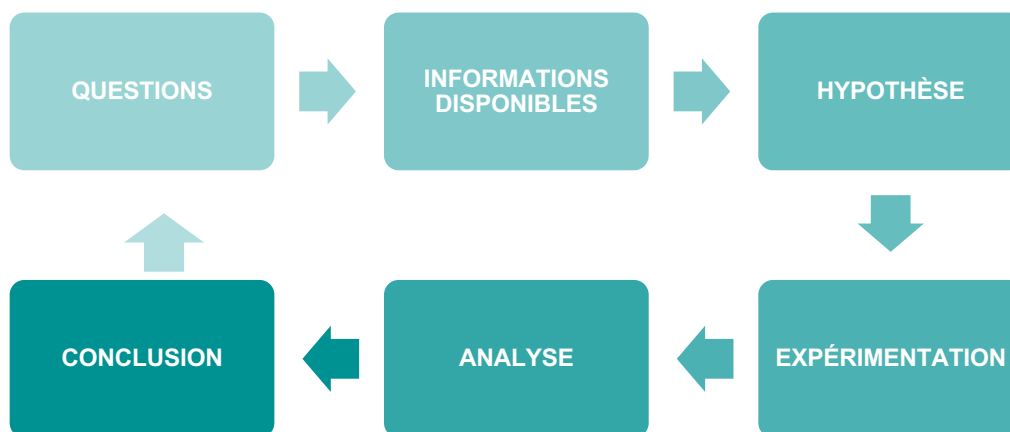 QUESTIONS
INFORMATIONS
DISPONIBLES
HYPOTHÈSE
CONCLUSION
ANALYSE
EXPÉRIMENTATION